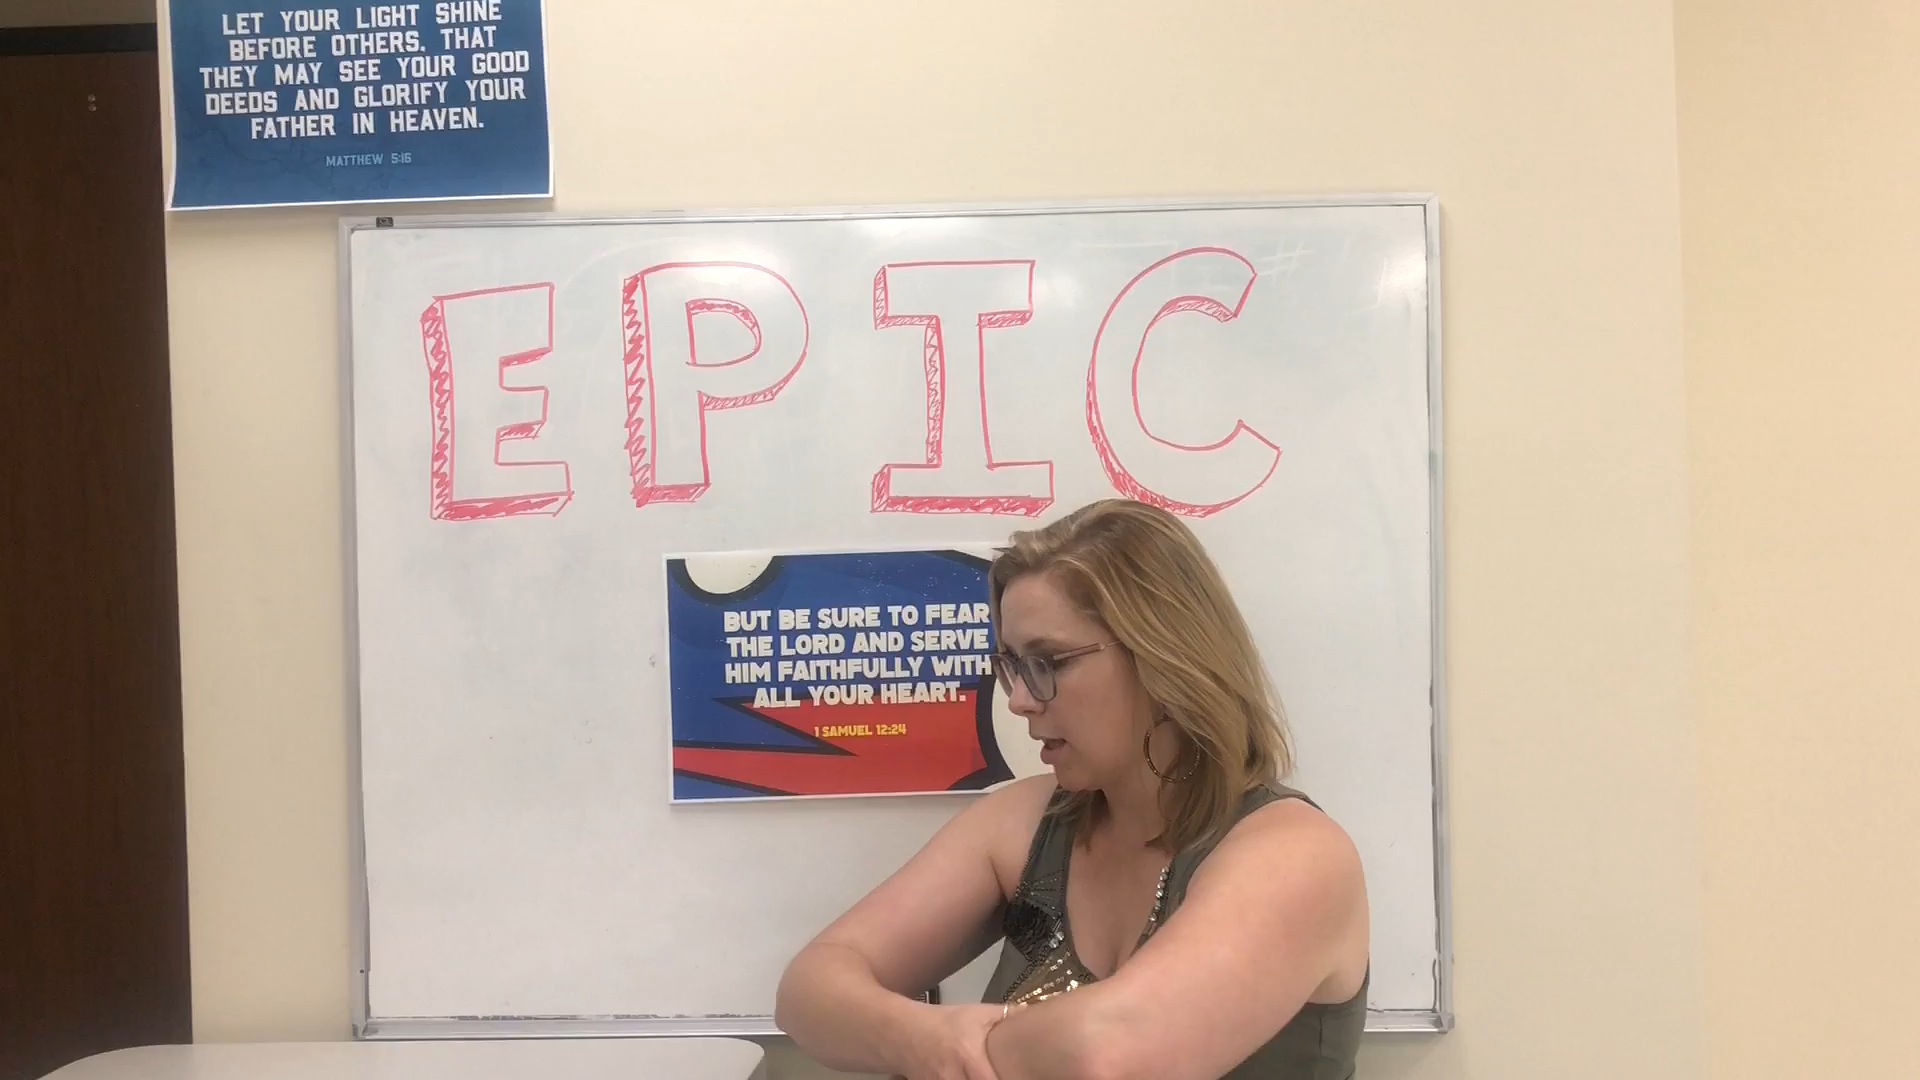 LET YOUR LIGHT SHINE
BEFORE OTHERS, THAT
THEY MAY SEE YOUR GOOD
DEEDS AND GLORIFY YOUR
FATHER IN HEAVEN.
MATTHEW 5:16
EPIC
BUT BE SURE TO FEAR
THE LORD AND SERVE
HIM FAITHFULLY WITH
ALL YOUR HEART.
1 SAMUEL 12:24